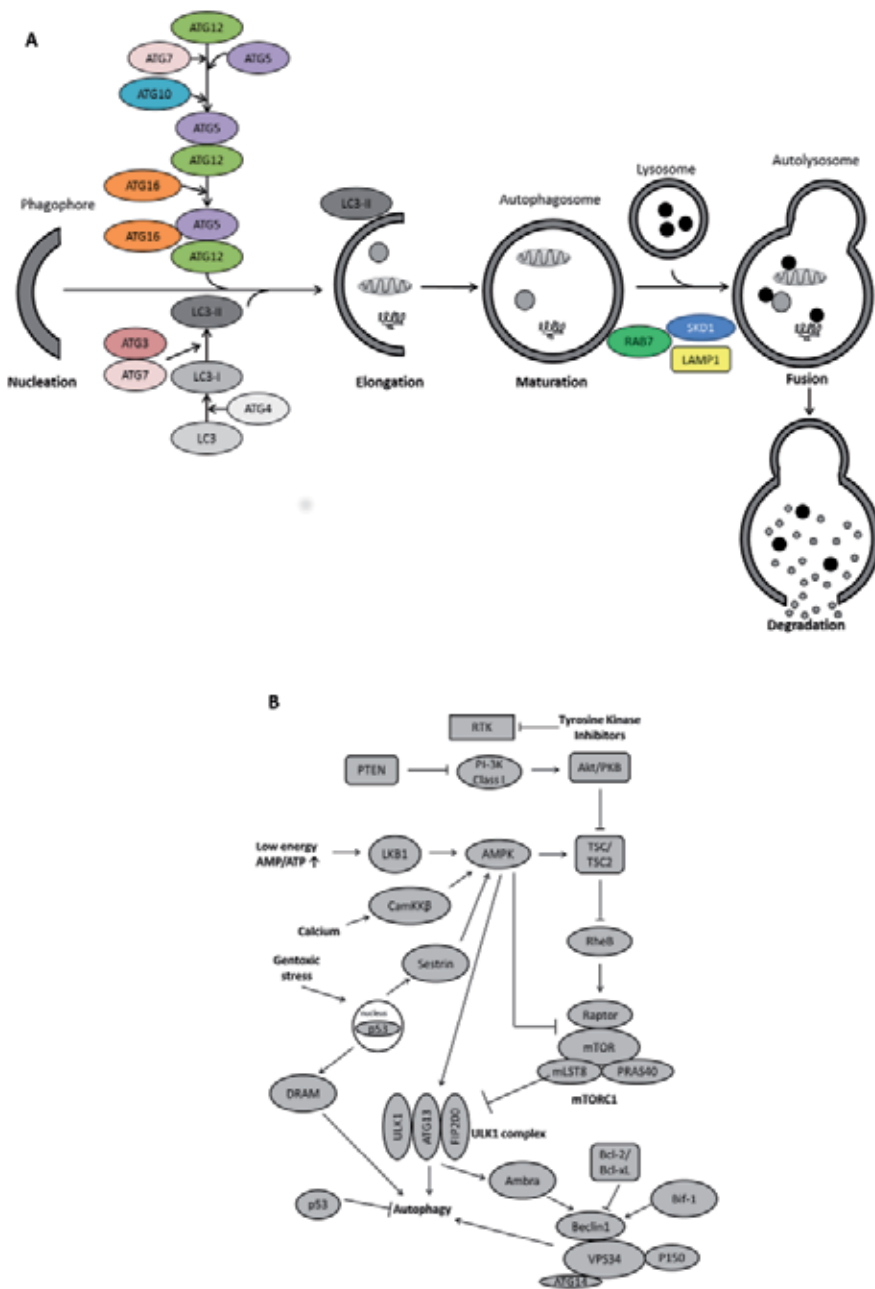 A
ATG12
ATG7
ATG5
ATG10
ATG5
ATG12
ATG16
Phagophore
ATG16
ATG5
ATG12
LC3-II
Autophagosome
Lysosome
Autolysosome
LC3-II
ATG3
ATG7
LC3-I
ATG4
LC3
RAB7
SKD1
LAMP1
Nucleation
Elongation
Maturation
Fusion
Degradation
B
RTK
Tyrosine Kinase
Inhibitors
PTEN
PI-3K
Class I
Akt/PKB
Low energy
AMP/ATP ↑
LKB1
AMPK
TSC/
TSC2
CamKKβ
Calcium
RheB
Gentoxic
stress
Sestrin
nucleus
p53
Raptor
mTOR
mLST8
PRAS40
mTORC1
DRAM
ULK1
ATG13
FIP200
ULK1 complex
Bcl-2/
Bcl-xL
Ambra
Bif-1
p53
Autophagy
Beclin1
VPS34
P150
ATG14